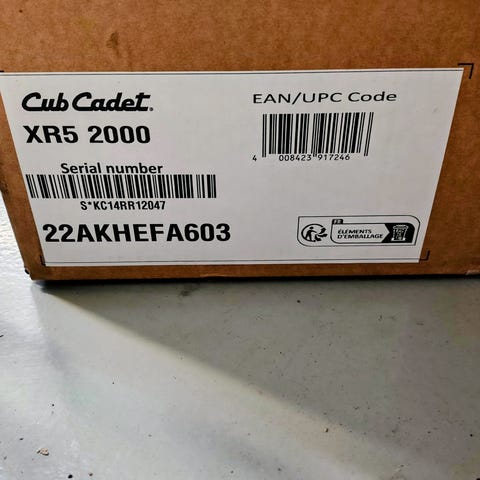 Cub Cadet.
XR5 2000
Serial number
S*KC14RR12047
22AKHEFA603
EAN/UPC Code
4 008423 917246
FR
ÉLÉMENTS
D'EMBALLAGE